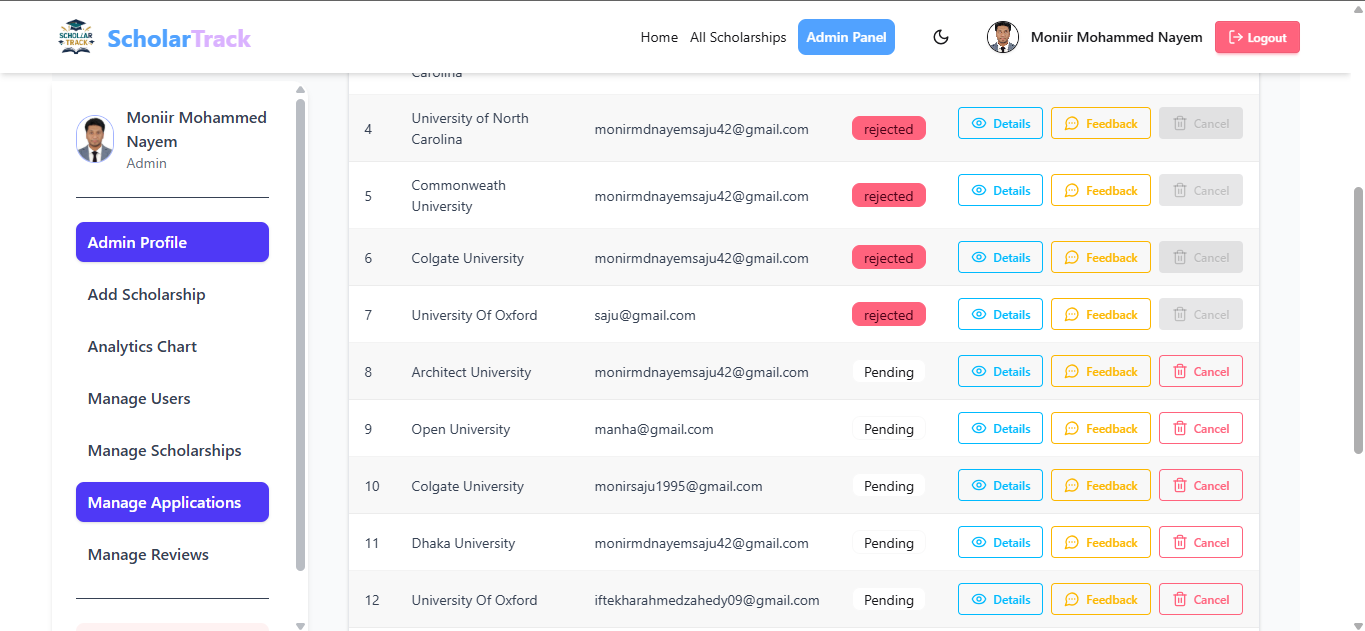 SCHOLLAR
TRACK
ScholarTrack
Home
All Scholarships
Admin Panel
Moniir Mohammed Nayem
Logout
Moniir Mohammed
Nayem
Admin
Admin Profile
Add Scholarship
Analytics Chart
Manage Users
Manage Scholarships
Manage Applications
Manage Reviews
Carolina
4 University of North
Carolina
monirmdnayemsaju42@gmail.com rejected Details Feedback Cancel
5 Commonweath
University
monirmdnayemsaju42@gmail.com rejected Details Feedback Cancel
6 Colgate University monirmdnayemsaju42@gmail.com rejected Details Feedback Cancel
7 University Of Oxford saju@gmail.com rejected Details Feedback Cancel
8 Architect University monirmdnayemsaju42@gmail.com Pending Details Feedback Cancel
9 Open University manha@gmail.com Pending Details Feedback Cancel
10 Colgate University monirsaju1995@gmail.com Pending Details Feedback Cancel
11 Dhaka University monirmdnayemsaju42@gmail.com Pending Details Feedback Cancel
12 University Of Oxford iftekharahmedzahedy09@gmail.com Pending Details Feedback Cancel